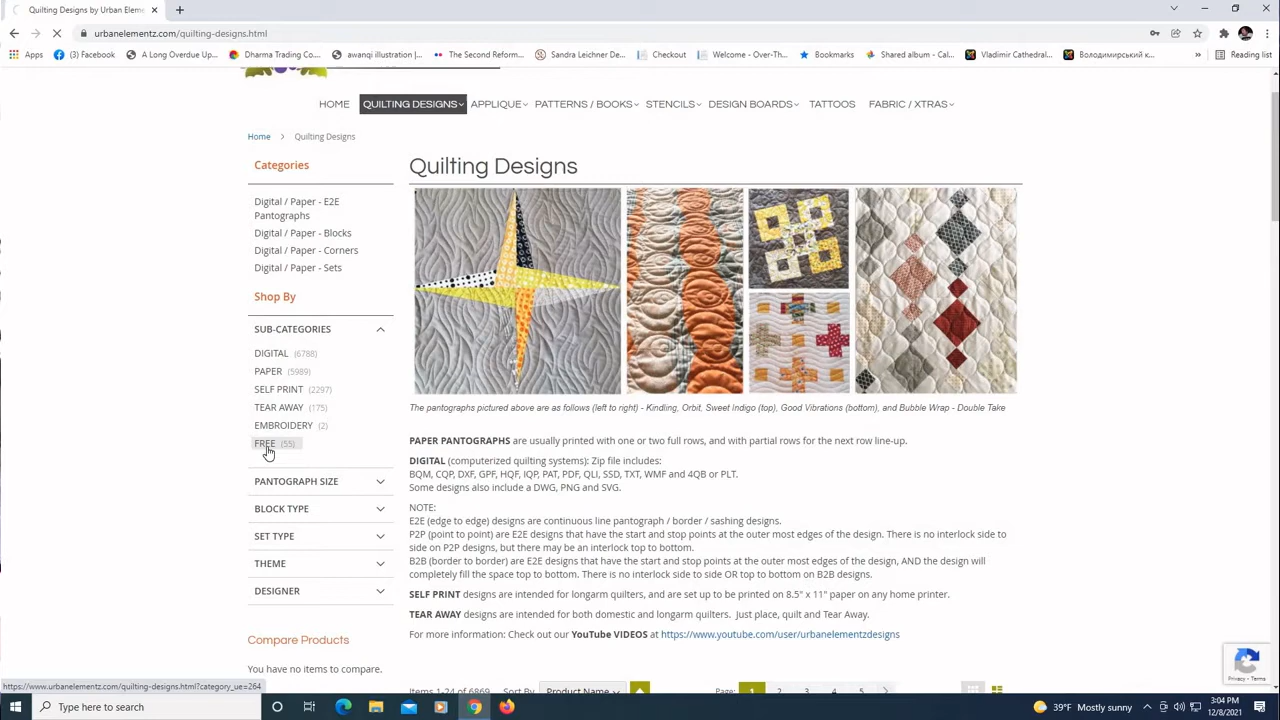 Quilting Designs by Urban Eleme
urbanelementz.com/quilting-designs.html
Apps
(3) Facebook
A Long Overdue Up...
Dharma Trading Co....
awanqi illustration |...
The Second Reform...
Sandra Leichner De...
Checkout
Welcome - Over-Th...
Bookmarks
Shared album - Cal...
Vladimir Cathedral...
Володимирський к...
»
Reading list
HOME
QUILTING DESIGNS
APPLIQUE
PATTERNS / BOOKS
STENCILS
DESIGN BOARDS
TATTOOS
FABRIC / XTRAS
Home > Quilting Designs
Categories
Digital / Paper - E2E
Pantographs
Digital / Paper - Blocks
Digital / Paper - Corners
Digital / Paper - Sets
Shop By
SUB-CATEGORIES
DIGITAL (6788)
PAPER (5989)
SELF PRINT (2297)
TEAR AWAY (175)
EMBROIDERY (2)
FREE (55)
PANTOGRAPH SIZE
BLOCK TYPE
SET TYPE
THEME
DESIGNER
Compare Products
You have no items to compare.
Quilting Designs
The pantographs pictured above are as follows (left to right) - Kindling, Orbit, Sweet Indigo (top), Good Vibrations (bottom), and Bubble Wrap - Double Take
PAPER PANTOGRAPHS are usually printed with one or two full rows, and with partial rows for the next row line-up.
DIGITAL (computerized quilting systems): Zip file includes:
BQM, CQP, DXF, GPF, HQF, IQP, PAT, PDF, QLI, SSD, TXT, WMF and 4QB or PLT.
Some designs also include a DWG, PNG and SVG.
NOTE:
E2E (edge to edge) designs are continuous line pantograph / border / sashing designs.
P2P (point to point) are E2E designs that have the start and stop points at the outer most edges of the design. There is no interlock side to
side on P2P designs, but there may be an interlock top to bottom.
B2B (border to border) are E2E designs that have the start and stop points at the outer most edges of the design, AND the design will
completely fill the space top to bottom. There is no interlock side to side OR top to bottom on B2B designs.
SELF PRINT designs are intended for longarm quilters, and are set up to be printed on 8.5" x 11" paper on any home printer.
TEAR AWAY designs are intended for both domestic and longarm quilters. Just place, quilt and Tear Away.
For more information: Check out our YouTube VIDEOS at https://www.youtube.com/user/urbanelementzdesigns
Items 1-24 of 6869
Sort By
Product Name
Page: 1 2 3 4 5
Privacy - Terms
https://www.urbanelementz.com/quilting-designs.html?category_ue=264
Type here to search
39°F Mostly sunny
3:04 PM
12/8/2021